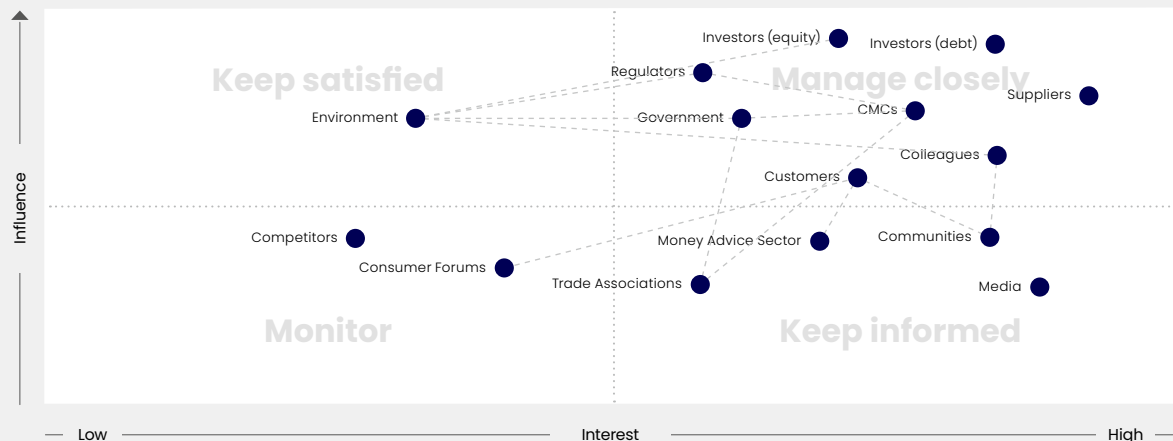 Investors (equity)
Investors (debt)
Regulators
Keep satisfied
Manage closely
Suppliers
Environment
Government
CMCs
Colleagues
Customers
Influence
Competitors
Money Advice Sector
Communities
Consumer Forums
Trade Associations
Media
Monitor
Keep informed
Low
Interest
High